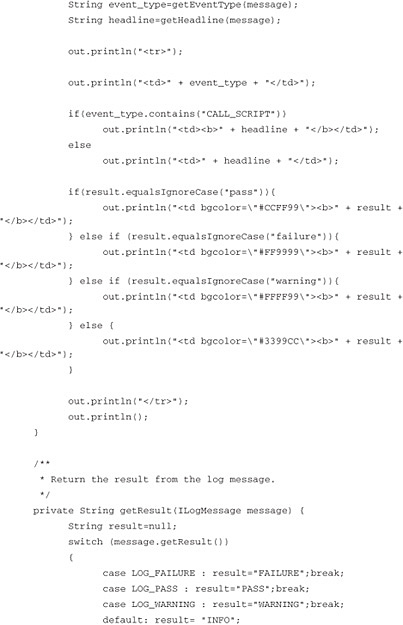 String event_type=getEventType(message);
String headline=getHeadline(message);
out.println("<tr>");
out.println("<td>" + event_type + "</td>");
if(event_type.contains("CALL_SCRIPT"))
out.println("<td><b>" + headline + "</b></td>");
else
out.println("<td>" + headline + "</td>");
if(result.equalsIgnoreCase("pass")){
out.println("<td bgcolor=\"#CCFF99\"><b>" + result +
"</b></td>");
} else if (result.equalsIgnoreCase("failure")){
out.println("<td bgcolor=\"#FF9999\"><b>" + result +
"</b></td>");
} else if (result.equalsIgnoreCase("warning")){
out.println("<td bgcolor=\"#FFFF99\"><b>" + result +
"</b></td>");
} else {
out.println("<td bgcolor=\"#3399CC\"><b>" + result +
"</b></td>");
}
out.println("</tr>");
out.println();
}
/**
* Return the result from the log message.
*/
private String getResult(ILogMessage message) {
String result=null;
switch (message.getResult())
{
case LOG_FAILURE : result="FAILURE";break;
case LOG_PASS : result="PASS";break;
case LOG_WARNING : result="WARNING";break;
default: result= "INFO";